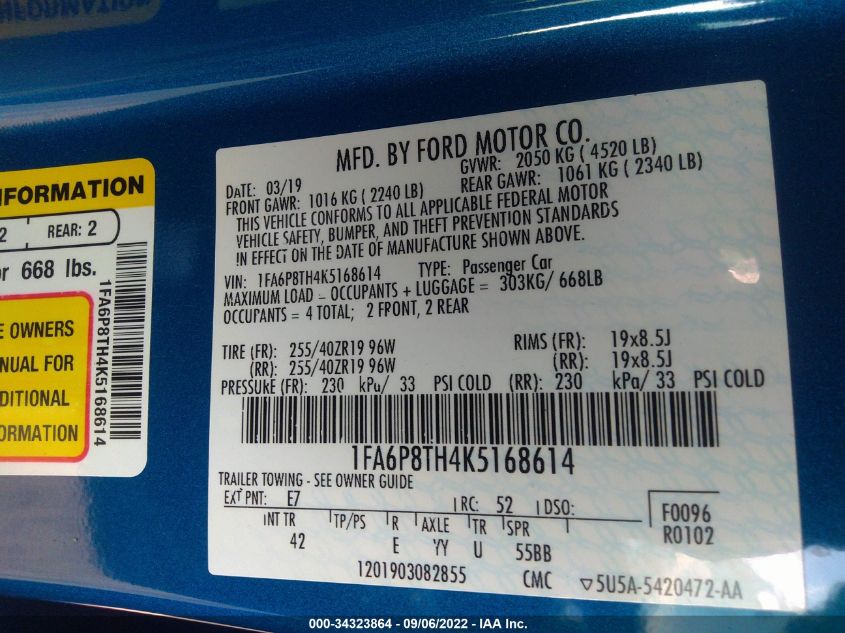 INFORMATION
MFD. BY FORD MOTOR CO.
DATE: 03/19 GVWR: 2050 KG ( 4520 LB)
FRONT GAWR: 1016 KG ( 2240 LB) REAR GAWR: 1061 KG ( 2340 LB)
THIS VEHICLE CONFORMS TO ALL APPLICABLE FEDERAL MOTOR
VEHICLE SAFETY, BUMPER, AND THEFT PREVENTION STANDARDS
IN EFFECT ON THE DATE OF MANUFACTURE SHOWN ABOVE.
VIN: 1FA6P8TH4K5168614 TYPE: Passenger Car
MAXIMUM LOAD = OCCUPANTS + LUGGAGE = 303KG/ 668LB
OCCUPANTS = 4 TOTAL; 2 FRONT, 2 REAR
TIRE (FR): 255/40ZR19 96W RIMS (FR): 19x8.5J
(RR): 255/40ZR19 96W (RR): 19x8.5J
PRESSURE (FR): 230 kPa/ 33 PSI COLD (RR): 230 kPa/ 33 PSI COLD
1FA6P8TH4K5168614
TRAILER TOWING - SEE OWNER GUIDE
EXT PNT: E7 RC: 52 DSO: F0096
INT TR TP/PS R AXLE TR SPR R0102
42 E YY U 55BB
1201903082855 CMC ▽5U5A-5420472-AA
INFORMATION
2 REAR: 2
or 668 lbs.
E OWNERS
NUAL FOR
DITIONAL
ORMATION
1FA6P8TH4K5168614
000-34323864 - 09/06/2022 - IAA Inc.